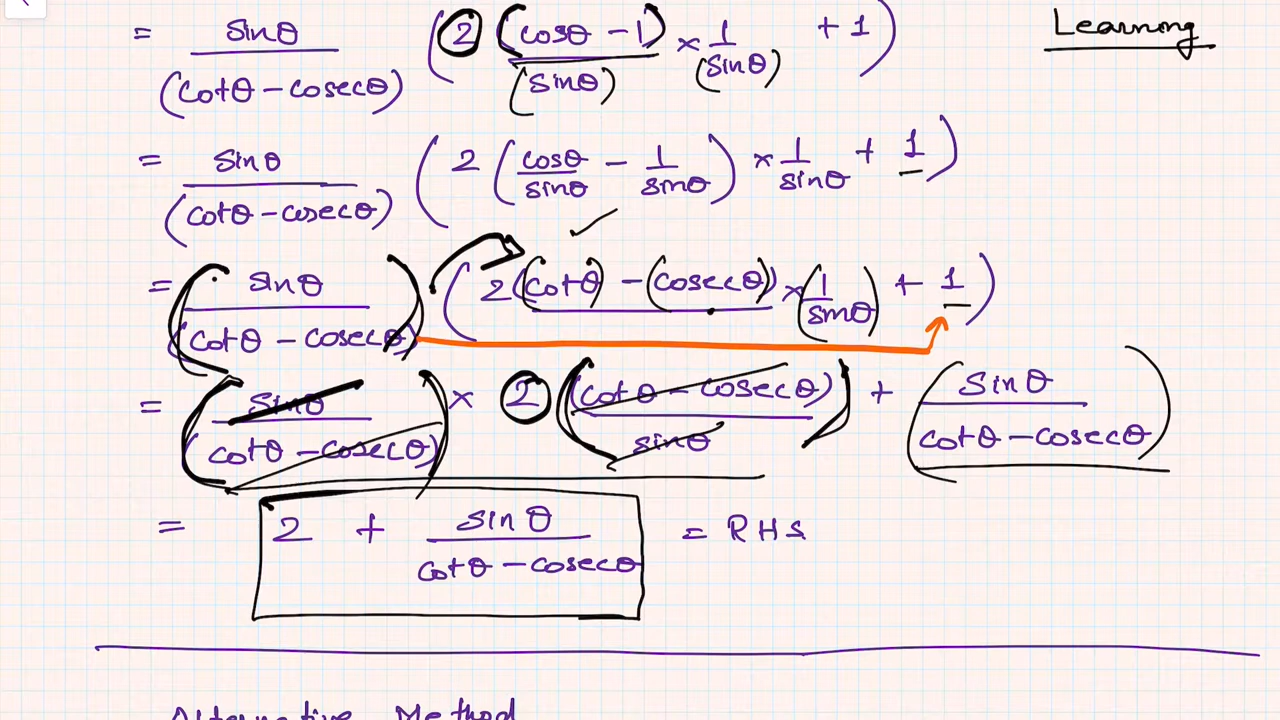 = sinθ/(cotθ – cosecθ) (2 (cosθ – 1)/(sinθ) × 1/(sinθ) + 1)
Learning
= sinθ/(cotθ – cosecθ) (2 (cosθ/sinθ – 1/sinθ) × 1/sinθ + 1)
= (sinθ/(cotθ – cosecθ)) (2((cotθ) – (cosecθ)) × (1/sinθ) + 1)
= (sinθ/(cotθ – cosecθ)) × 2 ((cotθ – cosecθ)/sinθ) + (sinθ/(cotθ – cosecθ))
= 2 + sinθ/(cotθ – cosecθ) = RHS
Alternative Method